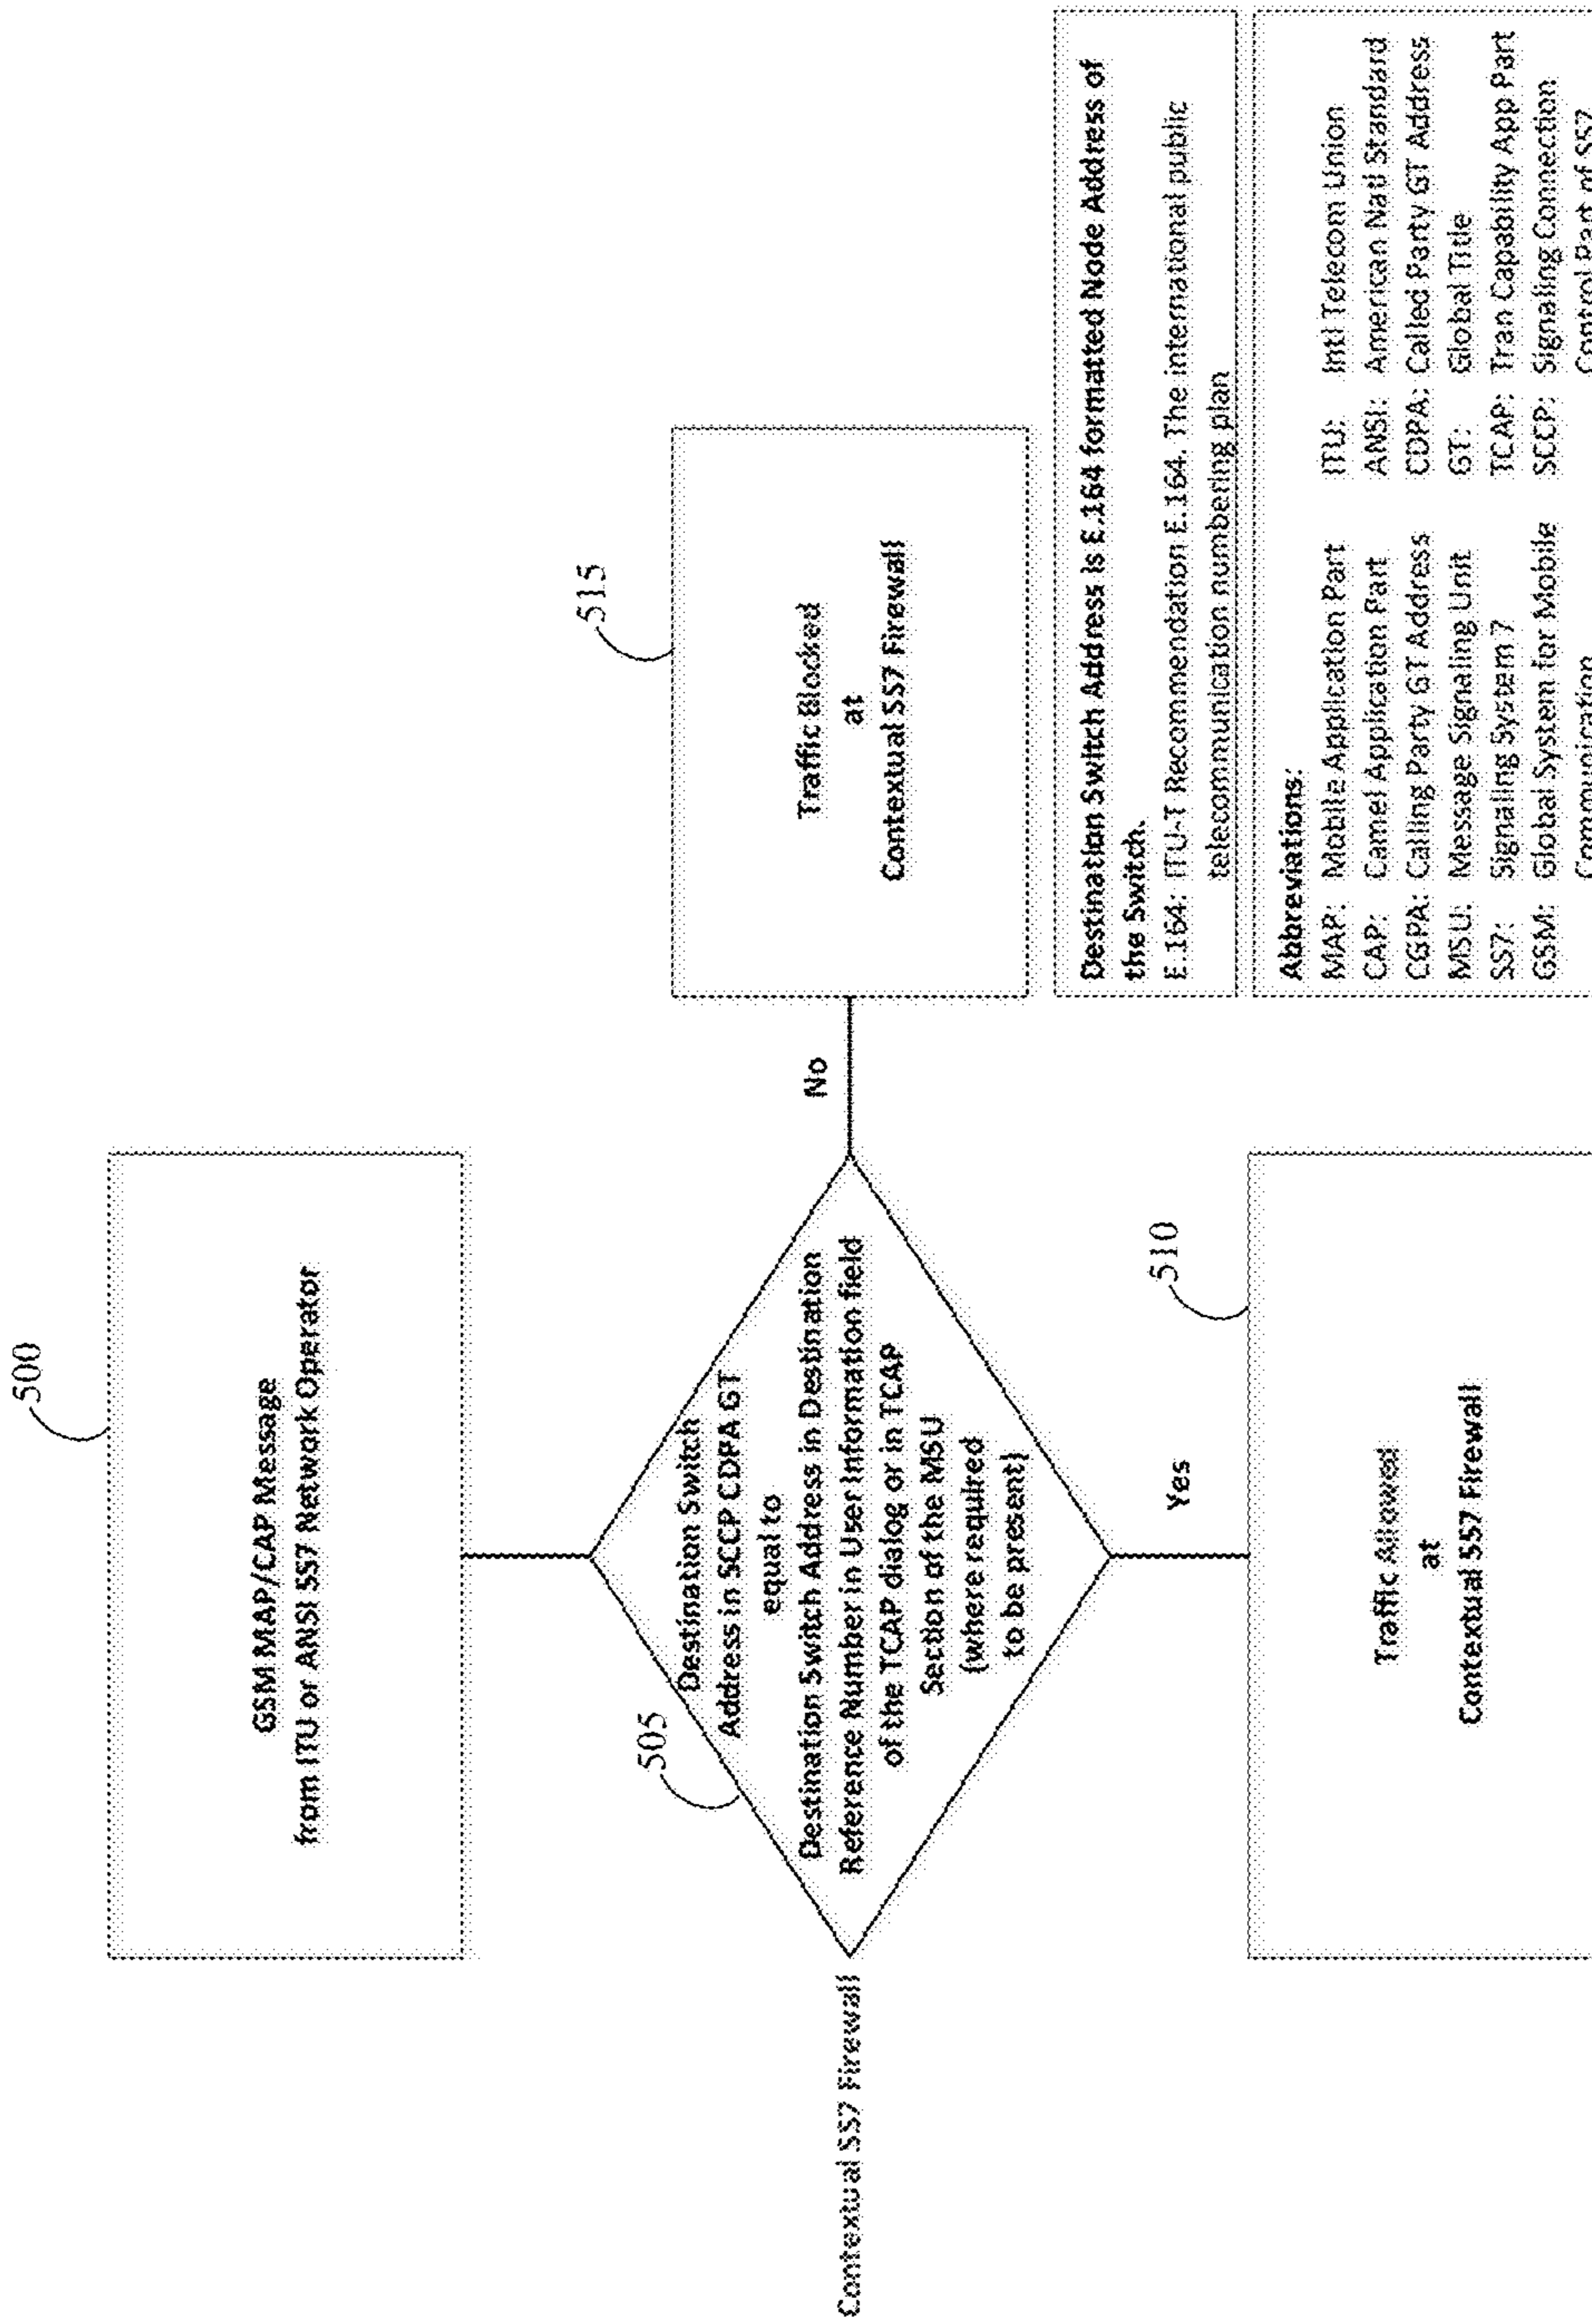 500
GSM MAP/CAP Message
from ITU or ANSI SS7 Network Operator
505
Destination Switch
Address in SCCP CDPA GT
equal to
Destination Switch Address in Destination
Reference Number in User Information field
of the TCAP dialog or in TCAP
Section of the MSU
(where required
to be present)
Contextual SS7 Firewall
No
515
Traffic Blocked
at
Contextual SS7 Firewall
Yes
510
Traffic Allowed
at
Contextual SS7 Firewall
Destination Switch Address is E.164 formatted Node Address of
the Switch.
E.164: ITU-T Recommendation E.164. The international public
telecommunication numbering plan
Abbreviations:
MAP: Mobile Application Part ITU: Intl Telecom Union
CAP: Camel Application Part ANSI: American Natl Standard
CGPA: Calling Party GT Address CDPA: Called Party GT Address
MSU: Message Signaling Unit GT: Global Title
SS7: Signaling System 7 TCAP: Tran Capability App Part
GSM: Global System for Mobile SCCP: Signaling Connection
Communication Control Part of SS7